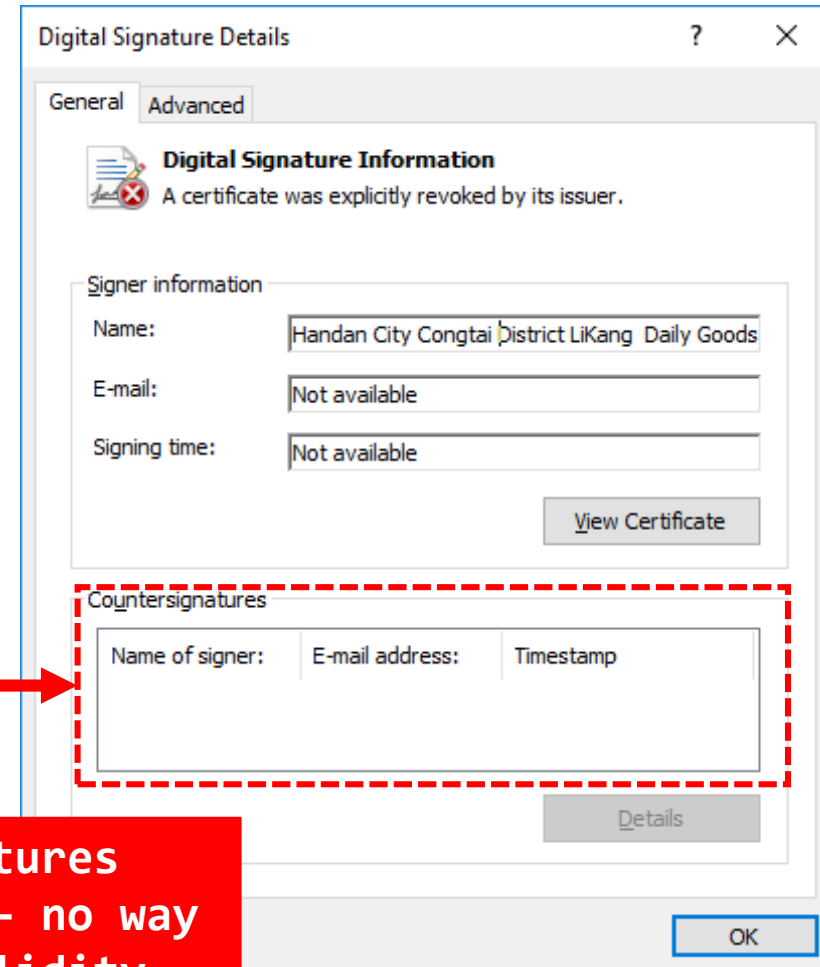 Digital Signature Details ?
General Advanced
Digital Signature Information
A certificate was explicitly revoked by its issuer.
Signer information
Name: Handan City Congtai District LiKang Daily Goods
E-mail: Not available
Signing time: Not available
View Certificate
Countersignatures
Name of signer: E-mail address: Timestamp
Details
- no way
OK